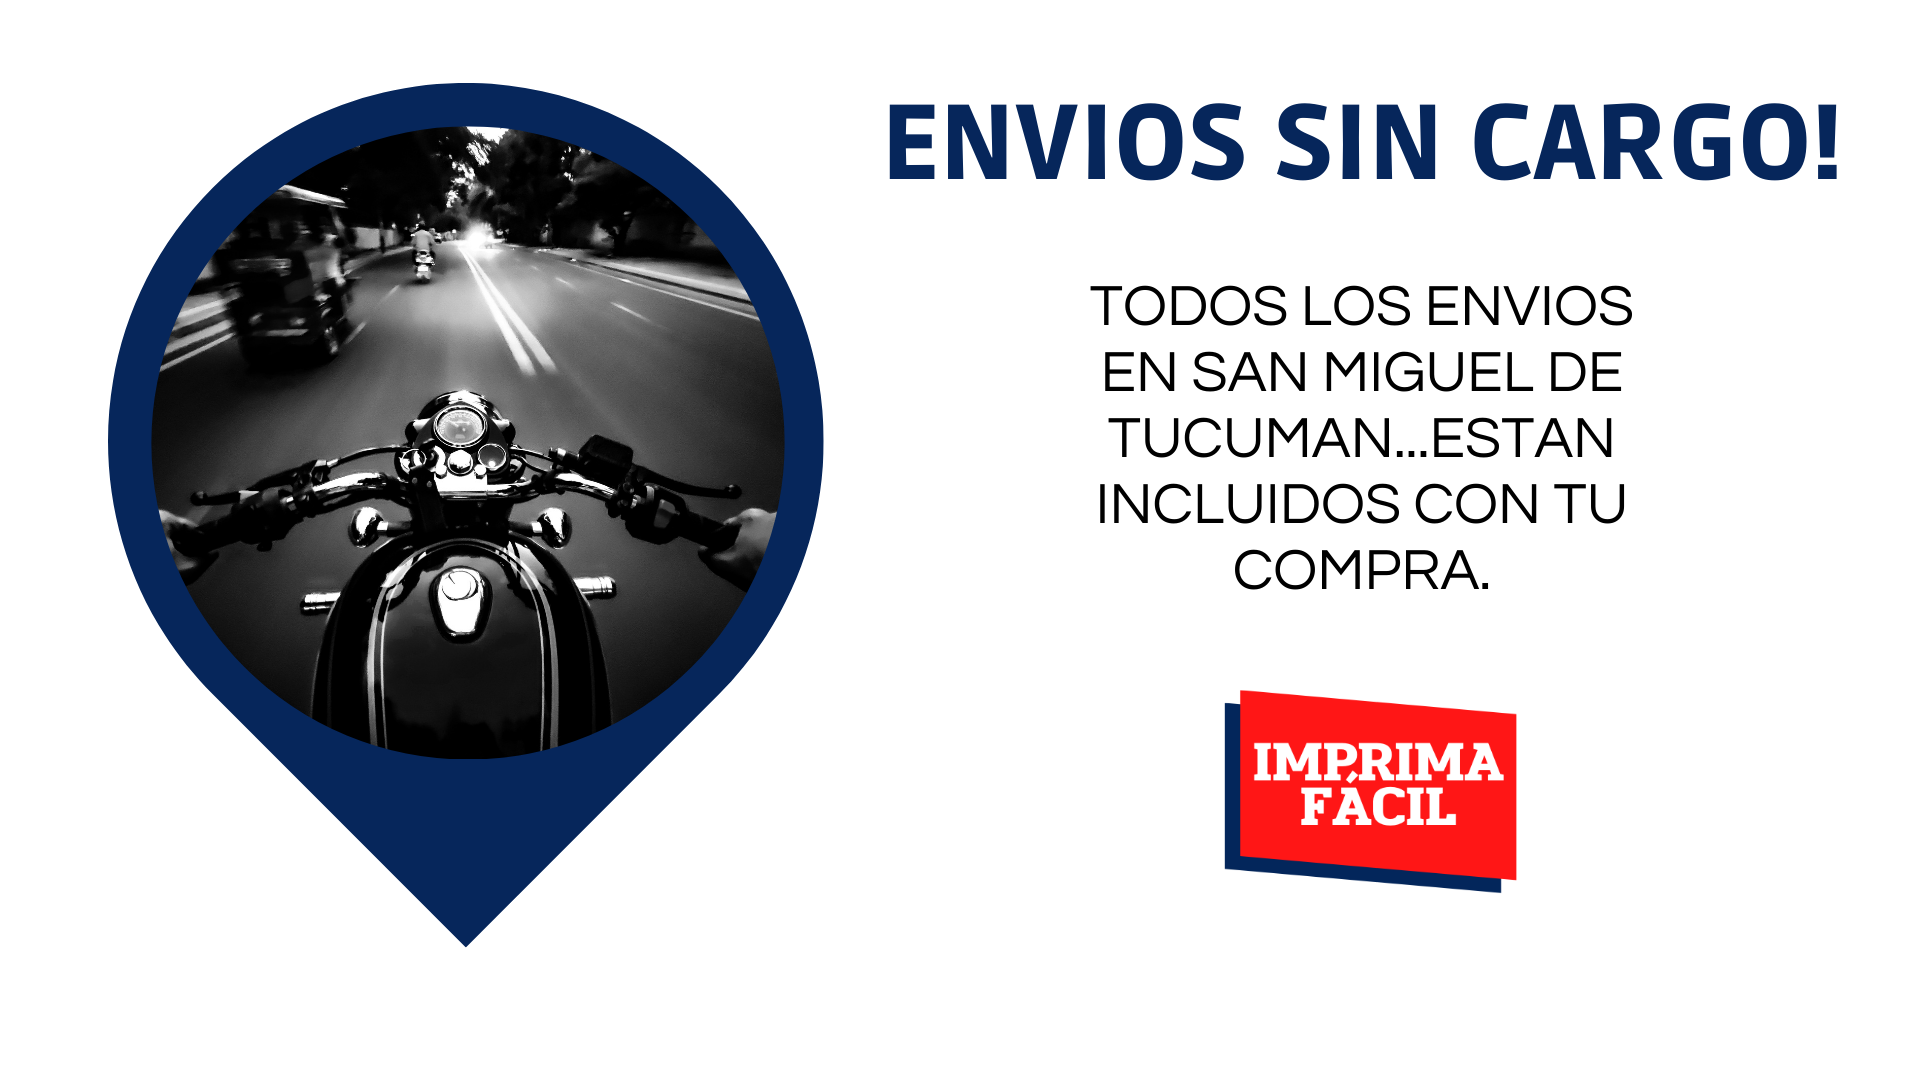 ENVIOS SIN CARGO!
TODOS LOS ENVIOS
EN SAN MIGUEL DE
TUCUMAN...ESTAN
INCLUIDOS CON TU
COMPRA.
IMPRIMA
FÁCIL